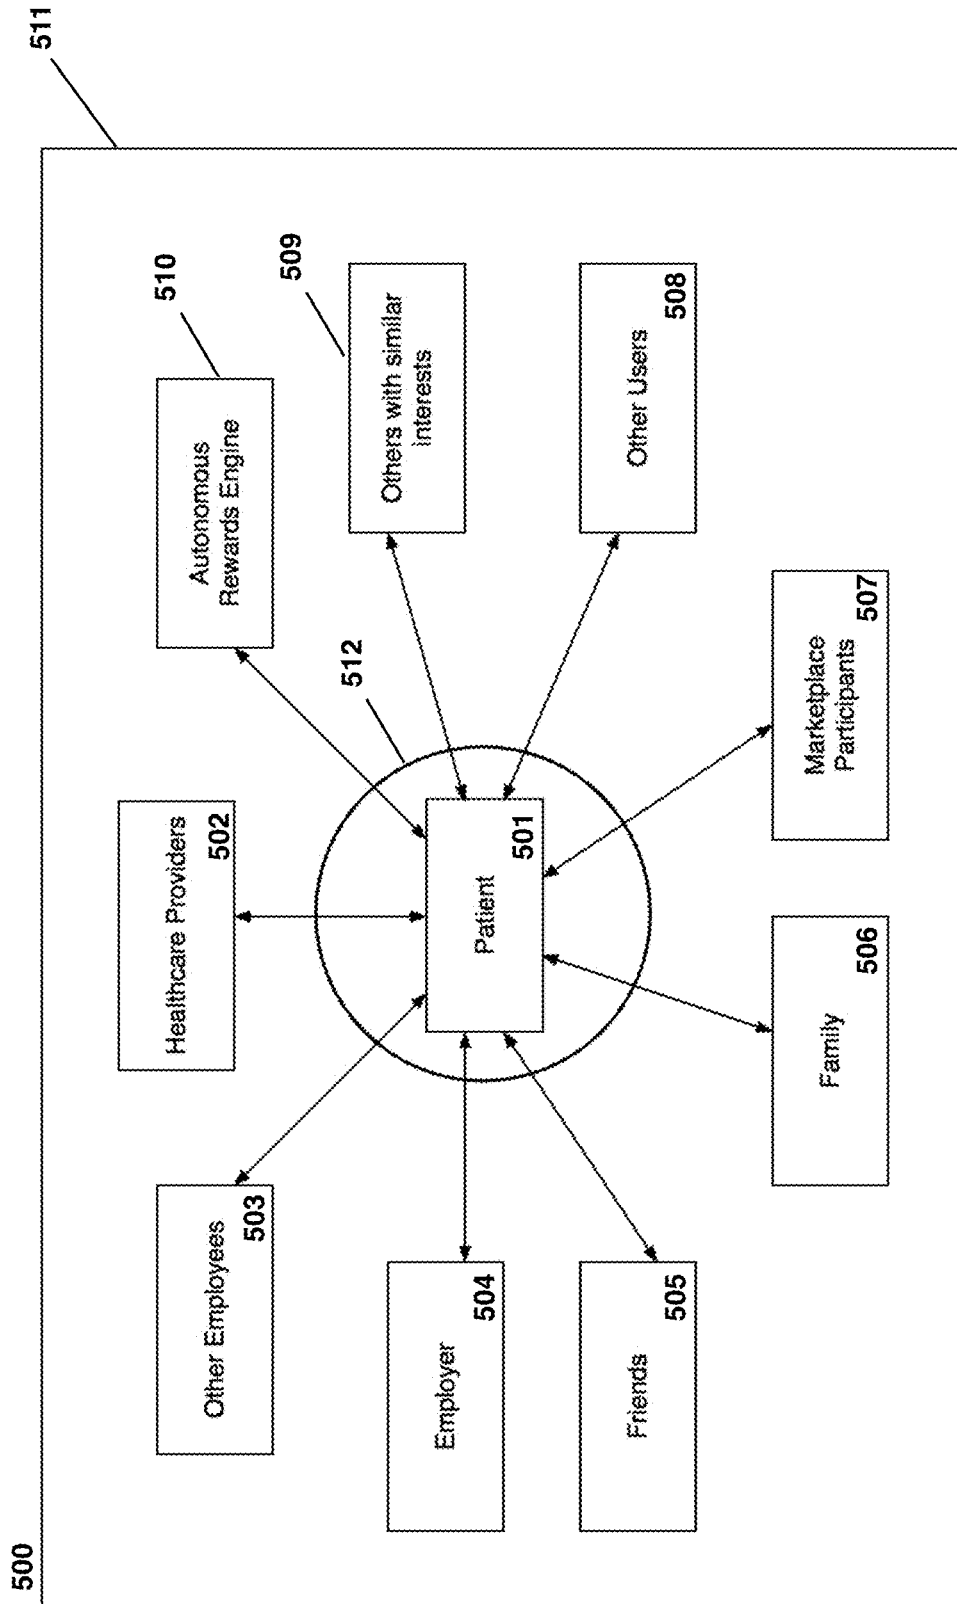 500
511
Healthcare Providers
502
Other Employees
503
Autonomous
Rewards Engine
510
509
Others with similar
interests
512
Employer
504
Patient
501
Friends
505
Other Users
508
Family
506
Marketplace
Participants
507